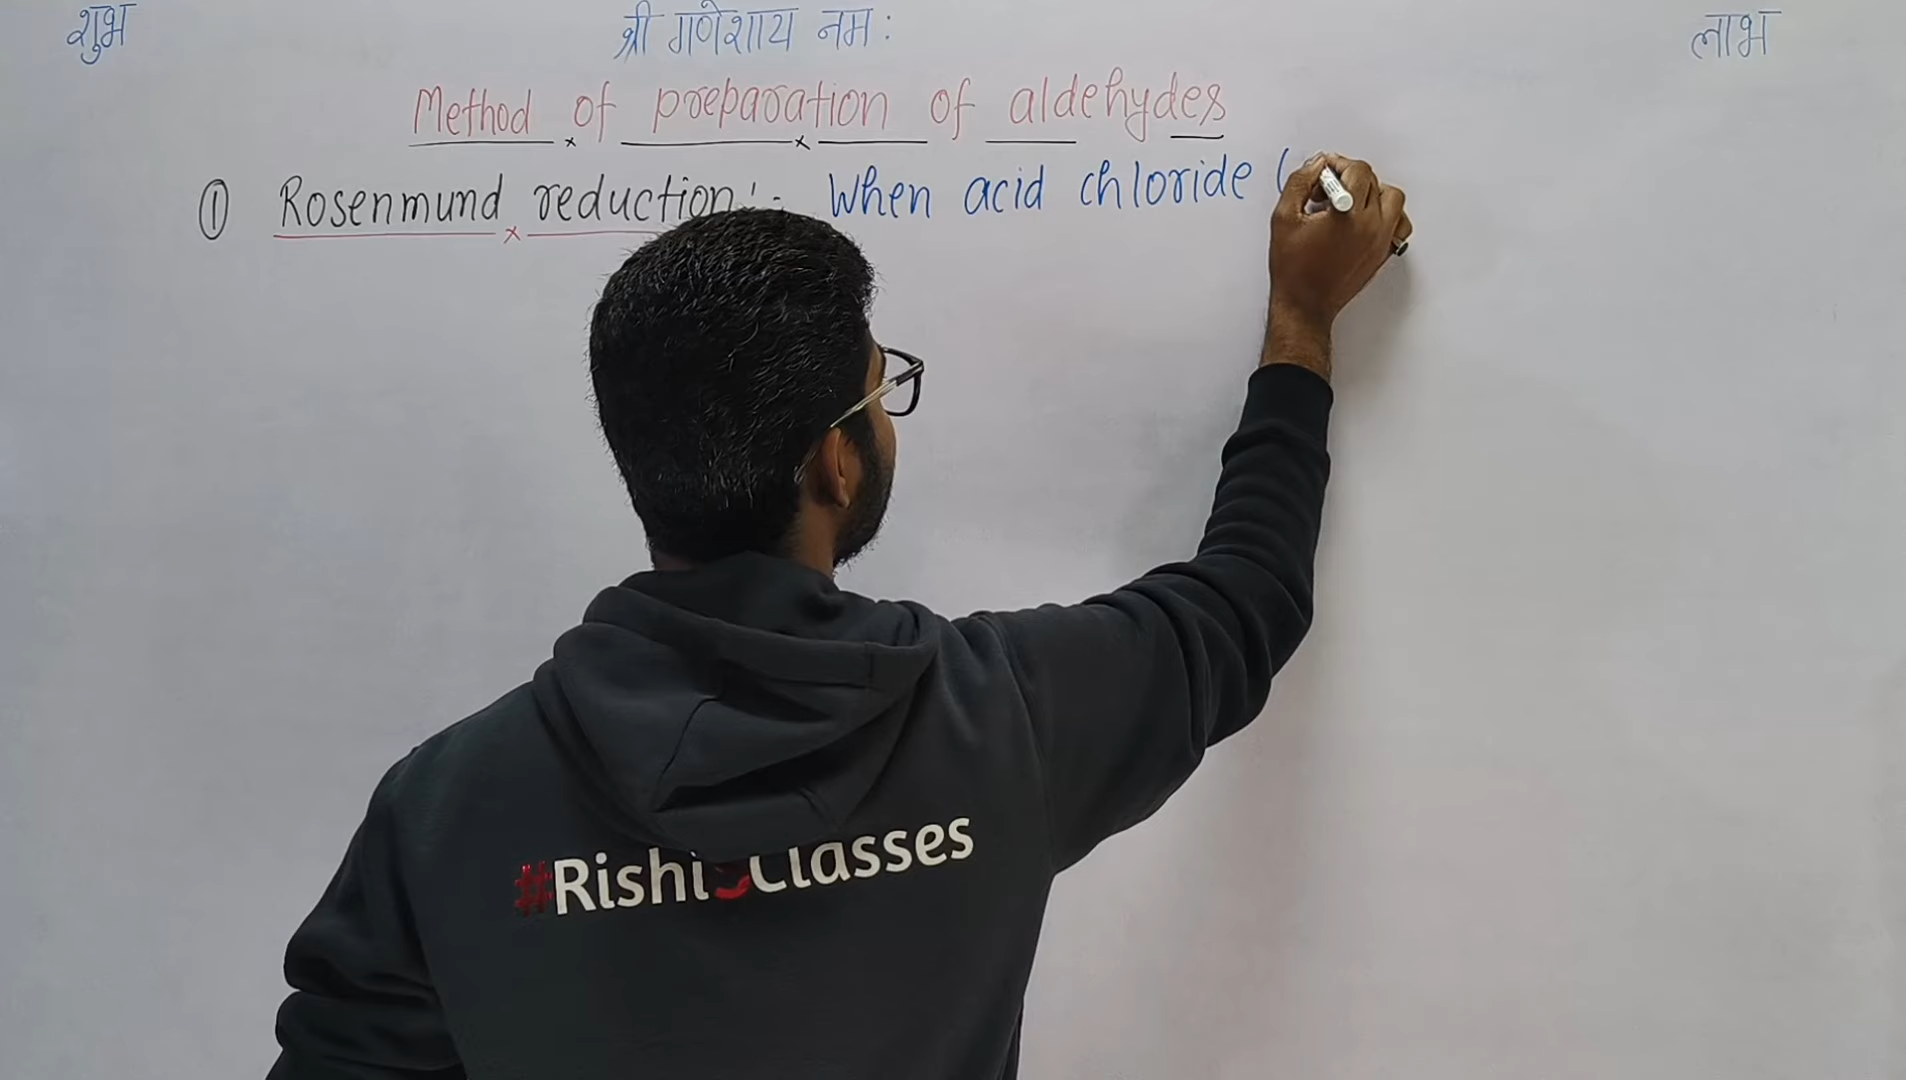 शुभ श्री गणेशाय नम: लाभ
Method of preparation of aldehydes
① Rosenmund reduction:- When acid chloride (
#Rishi Classes